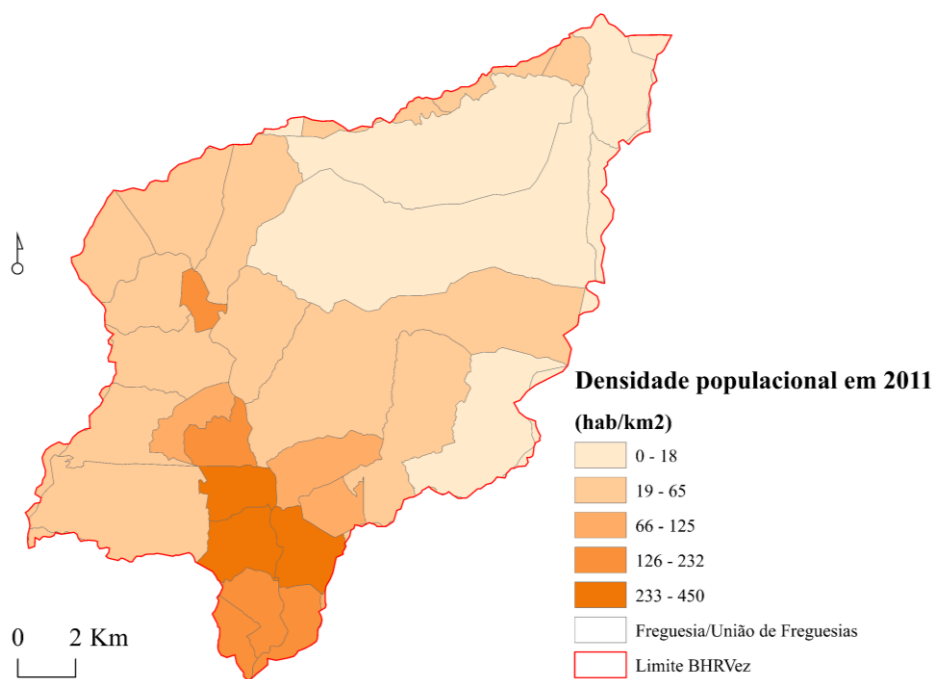 Densidade populacional em 2011
(hab/km2)
0 - 18
19 - 65
66 - 125
126 - 232
233 - 450
Freguesia/União de Freguesias
Limite BHRVez
0 2 Km